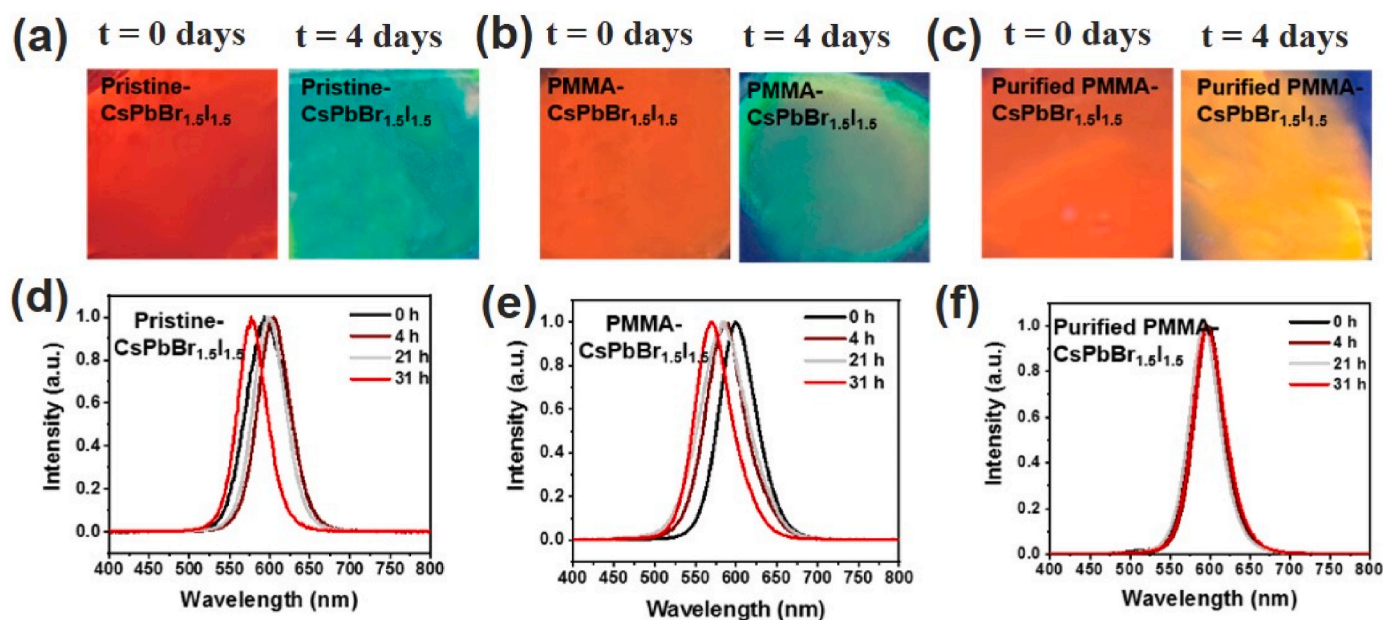 (a) t = 0 days t = 4 days (b) t = 0 days t = 4 days (c) t = 0 days t = 4 days
Pristine-
CsPbBr1.5I1.5
Pristine-
CsPbBr1.5I1.5
PMMA-
CsPbBr1.5I1.5
PMMA-
CsPbBr1.5I1.5
Purified PMMA-
CsPbBr1.5I1.5
Purified PMMA-
CsPbBr1.5I1.5
(d)
Pristine-
CsPbBr1.5I1.5
0 h
4 h
21 h
31 h
Intensity (a.u.)
1.0
0.8
0.6
0.4
0.2
0.0
400 450 500 550 600 650 700 750 800
Wavelength (nm)
(e)
PMMA-
CsPbBr1.5I1.5
0 h
4 h
21 h
31 h
Intensity (a.u.)
1.0
0.8
0.6
0.4
0.2
0.0
400 450 500 550 600 650 700 750 800
Wavelength (nm)
(f)
Purified PMMA-
CsPbBr1.5I1.5
0 h
4 h
21 h
31 h
Intensity (a.u.)
1.0
0.8
0.6
0.4
0.2
0.0
400 450 500 550 600 650 700 750 800
Wavelength (nm)